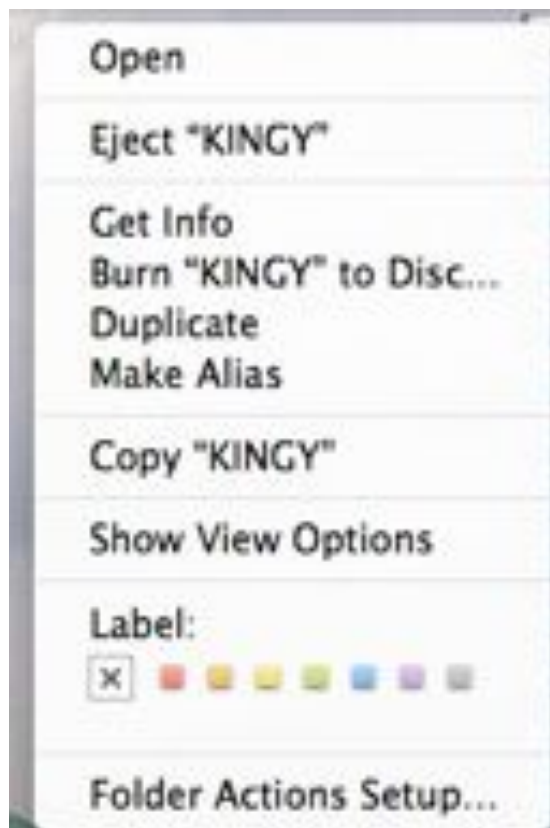 Open
Eject “KINGY”
Get Info
Burn “KINGY” to Disc...
Duplicate
Make Alias
Copy “KINGY”
Show View Options
Label:
Folder Actions Setup...